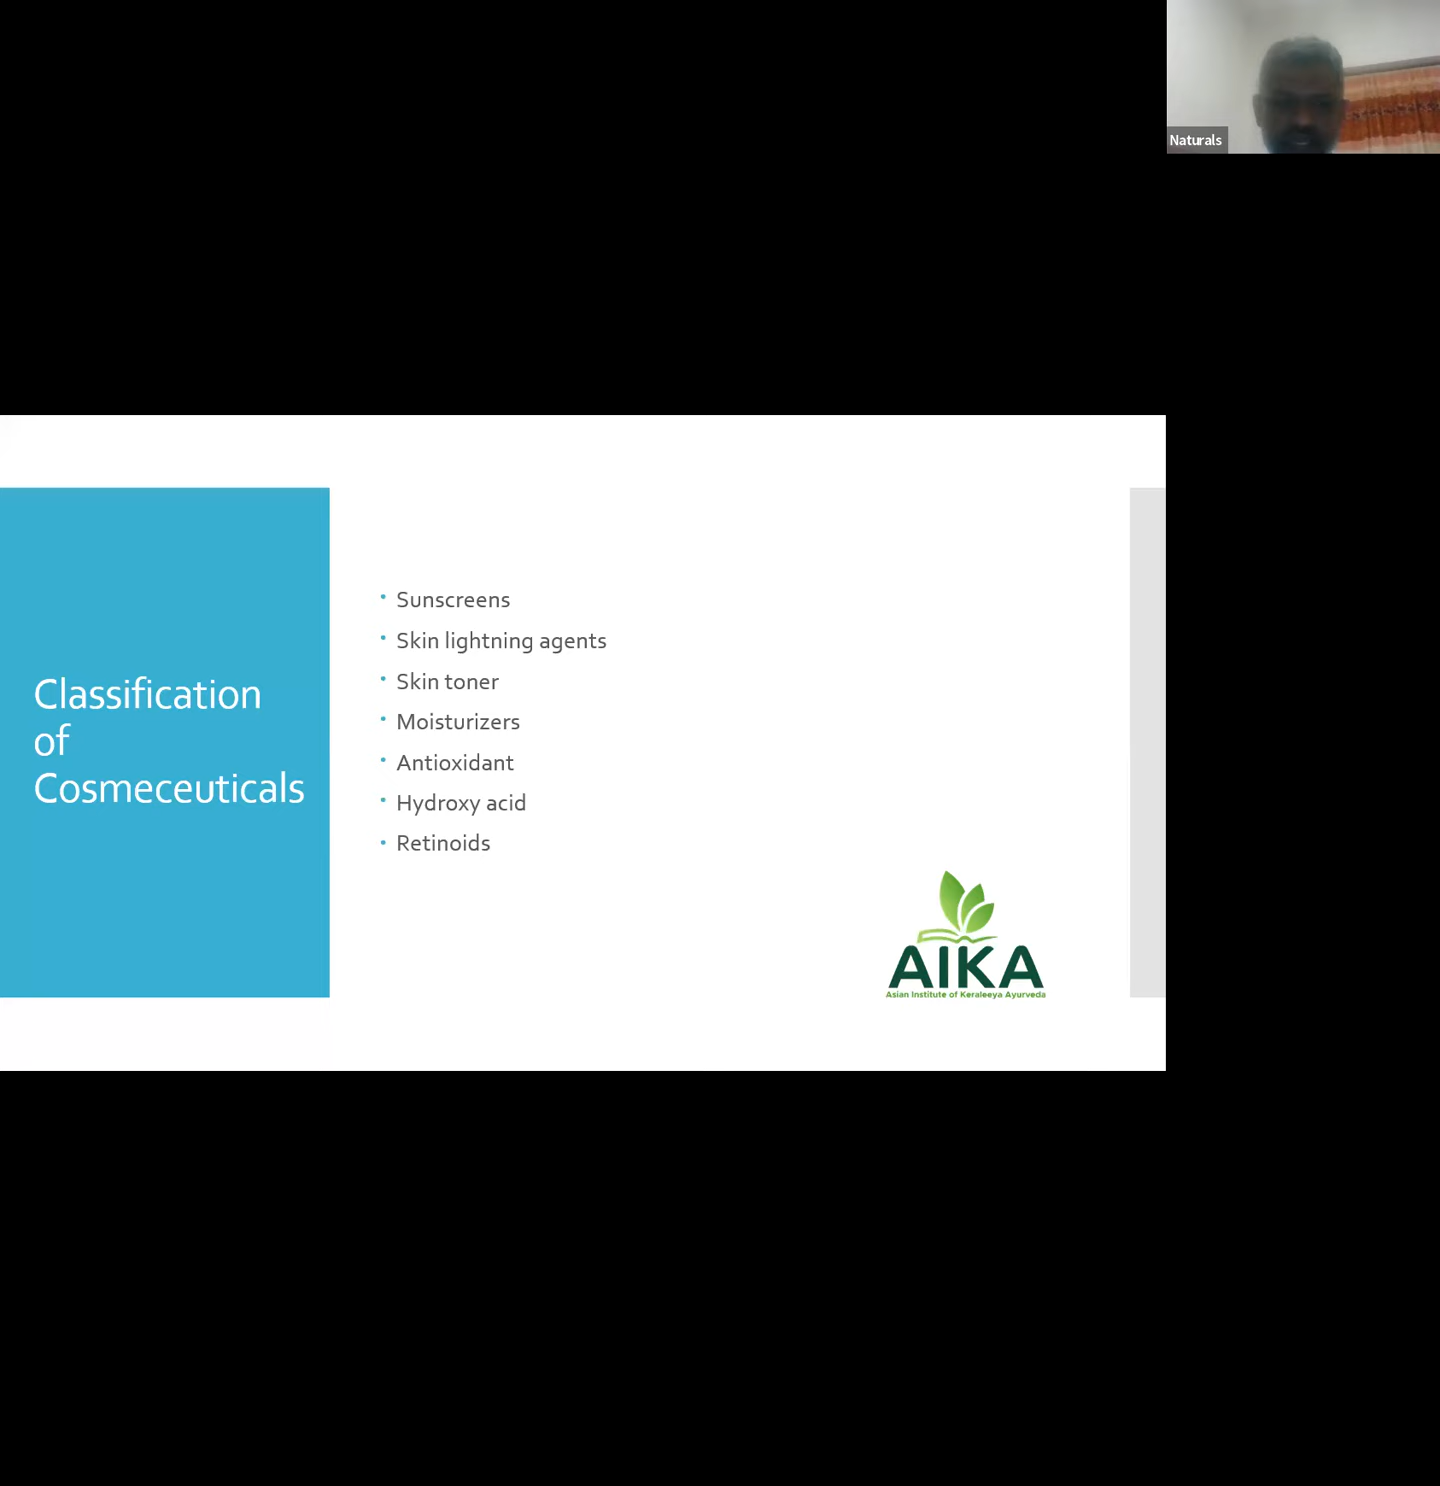 Naturals
Classification
of
Cosmeceuticals
• Sunscreens
• Skin lightning agents
• Skin toner
• Moisturizers
• Antioxidant
• Hydroxy acid
• Retinoids
AIKA
Asian Institute of Keraleeya Ayurveda